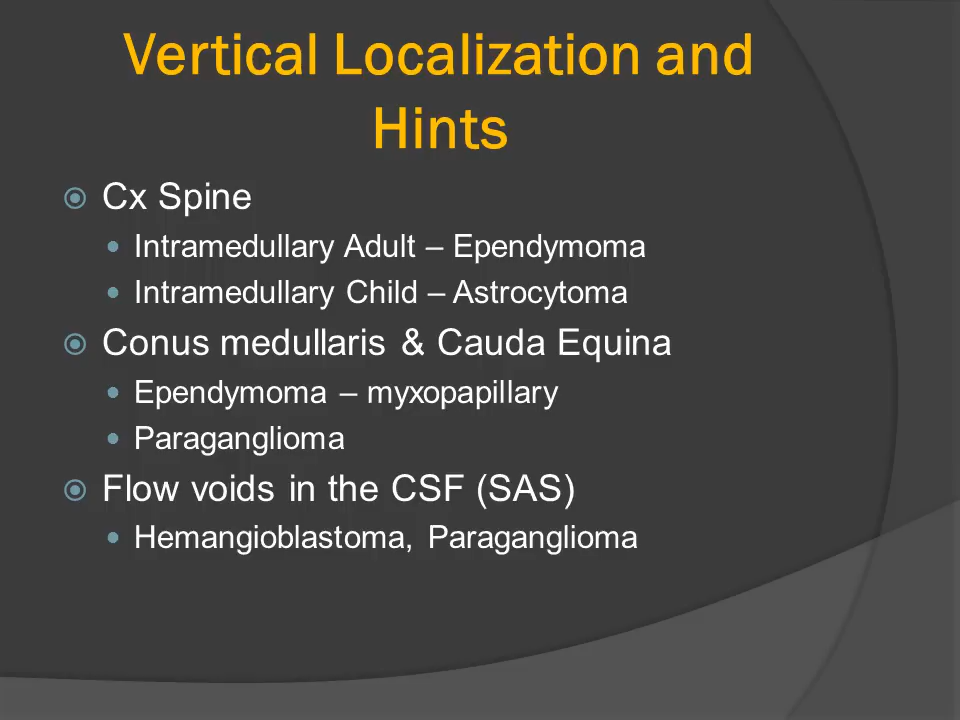 Vertical Localization and
Hints
Cx Spine
Intramedullary Adult – Ependymoma
Intramedullary Child – Astrocytoma
Conus medullaris & Cauda Equina
Ependymoma – myxopapillary
Paraganglioma
Flow voids in the CSF (SAS)
Hemangioblastoma, Paraganglioma